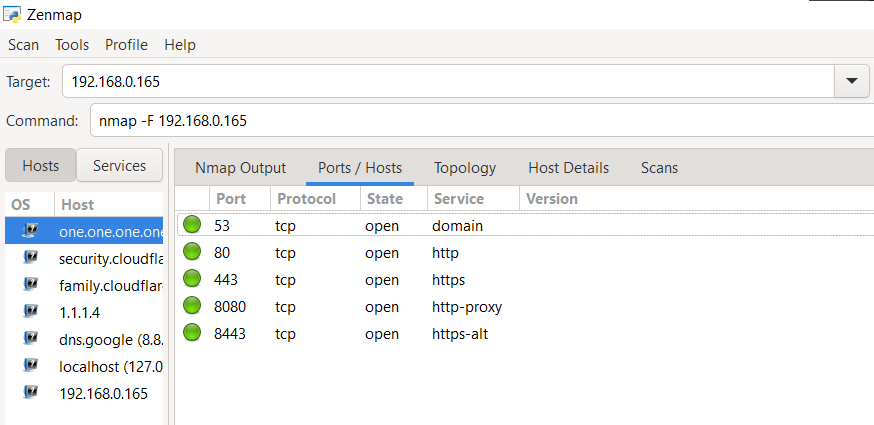 Zenmap
Scan Tools Profile Help
Target: 192.168.0.165
Command: nmap -F 192.168.0.165
Hosts Services
Nmap Output Ports / Hosts Topology Host Details Scans
OS Host
Port Protocol State Service Version
one.one.one.one
53 tcp open domain
security.cloudfla
80 tcp open http
family.cloudflar
443 tcp open https
1.1.1.4
8080 tcp open http-proxy
dns.google (8.8.
8443 tcp open https-alt
localhost (127.0
192.168.0.165